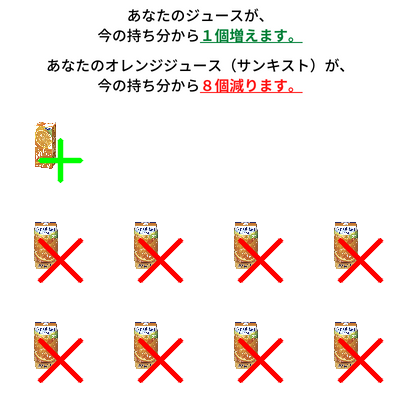 あなたのジュースが、
今の持ち分から１個増えます。
あなたのオレンジジュース（サンキスト）が、
今の持ち分から８個減ります。